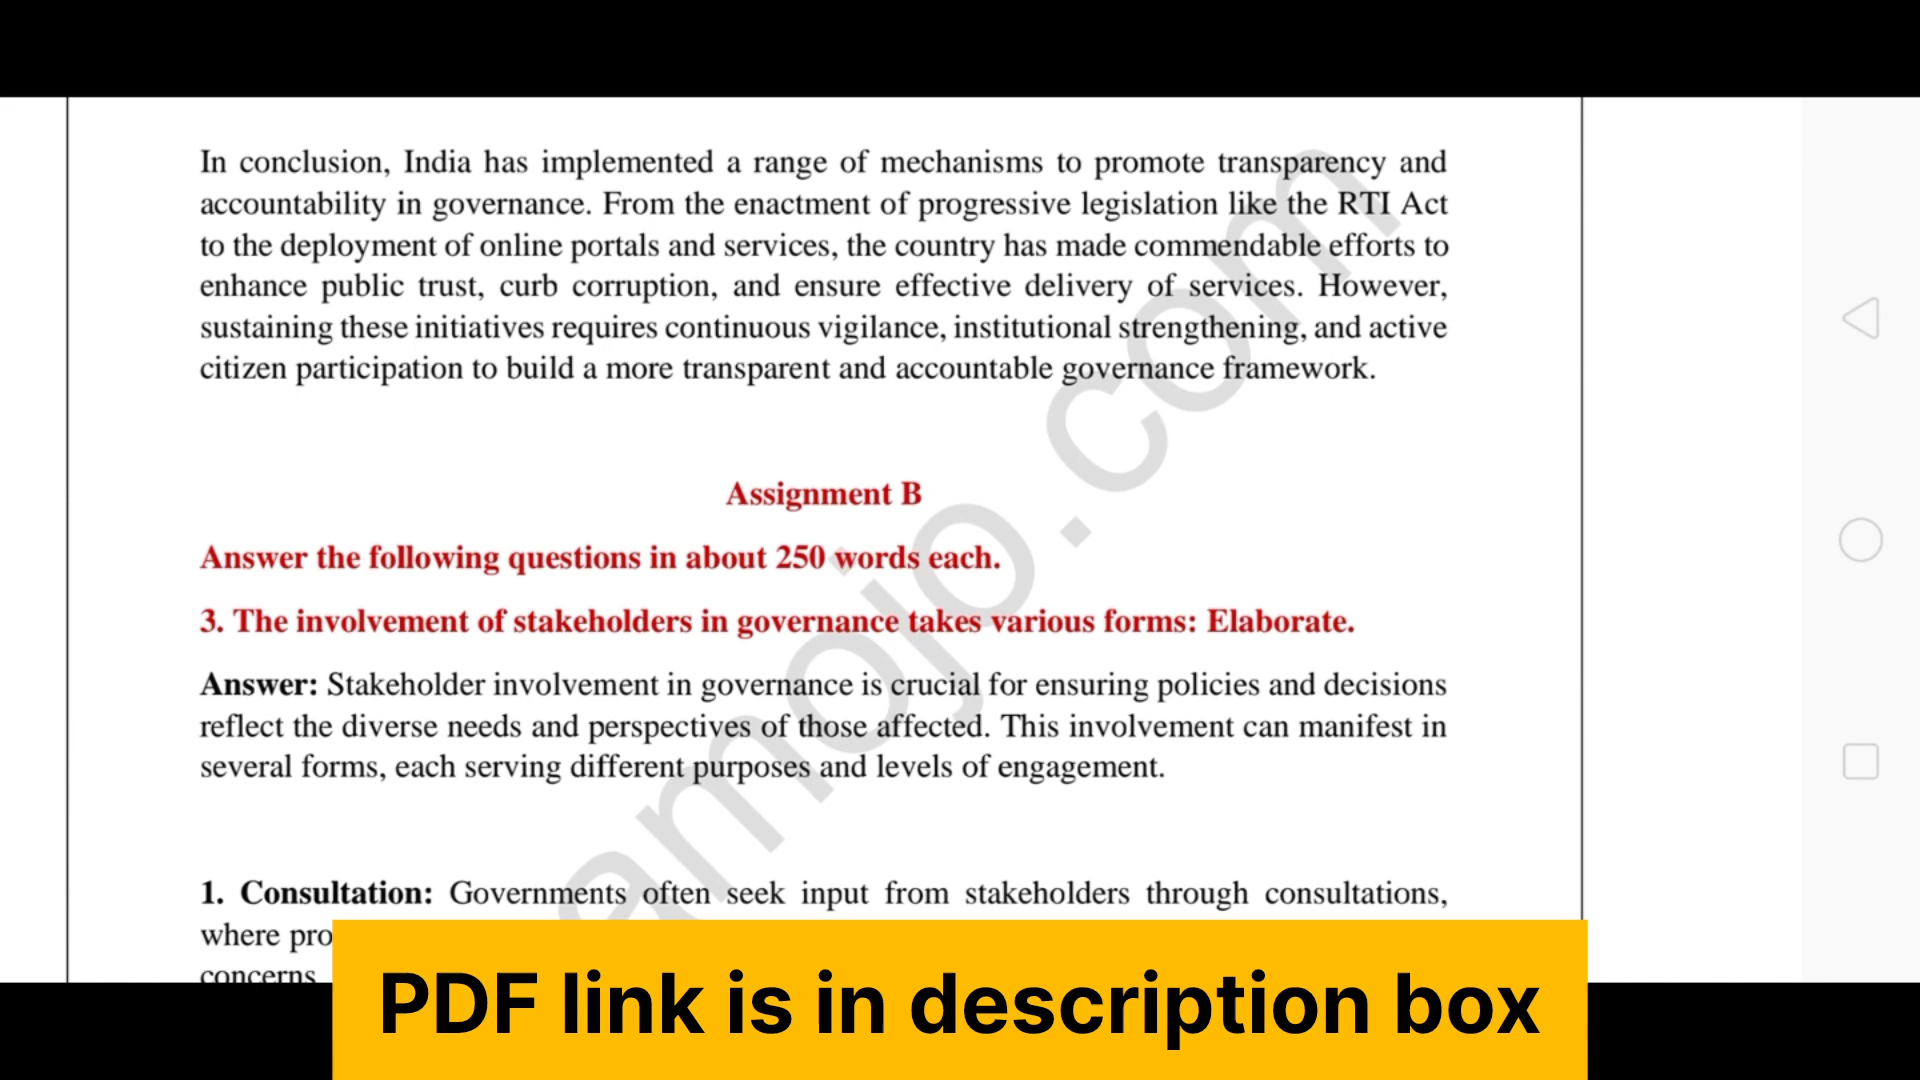 In conclusion, India has implemented a range of mechanisms to promote transparency and
accountability in governance. From the enactment of progressive legislation like the RTI Act
to the deployment of online portals and services, the country has made commendable efforts to
enhance public trust, curb corruption, and ensure effective delivery of services. However,
sustaining these initiatives requires continuous vigilance, institutional strengthening, and active
citizen participation to build a more transparent and accountable governance framework.
Assignment B
Answer the following questions in about 250 words each.
3. The involvement of stakeholders in governance takes various forms: Elaborate.
Answer: Stakeholder involvement in governance is crucial for ensuring policies and decisions
reflect the diverse needs and perspectives of those affected. This involvement can manifest in
several forms, each serving different purposes and levels of engagement.
1. Consultation: Governments often seek input from stakeholders through consultations,
where pro
concerns
amojo.com
PDF link is in description box